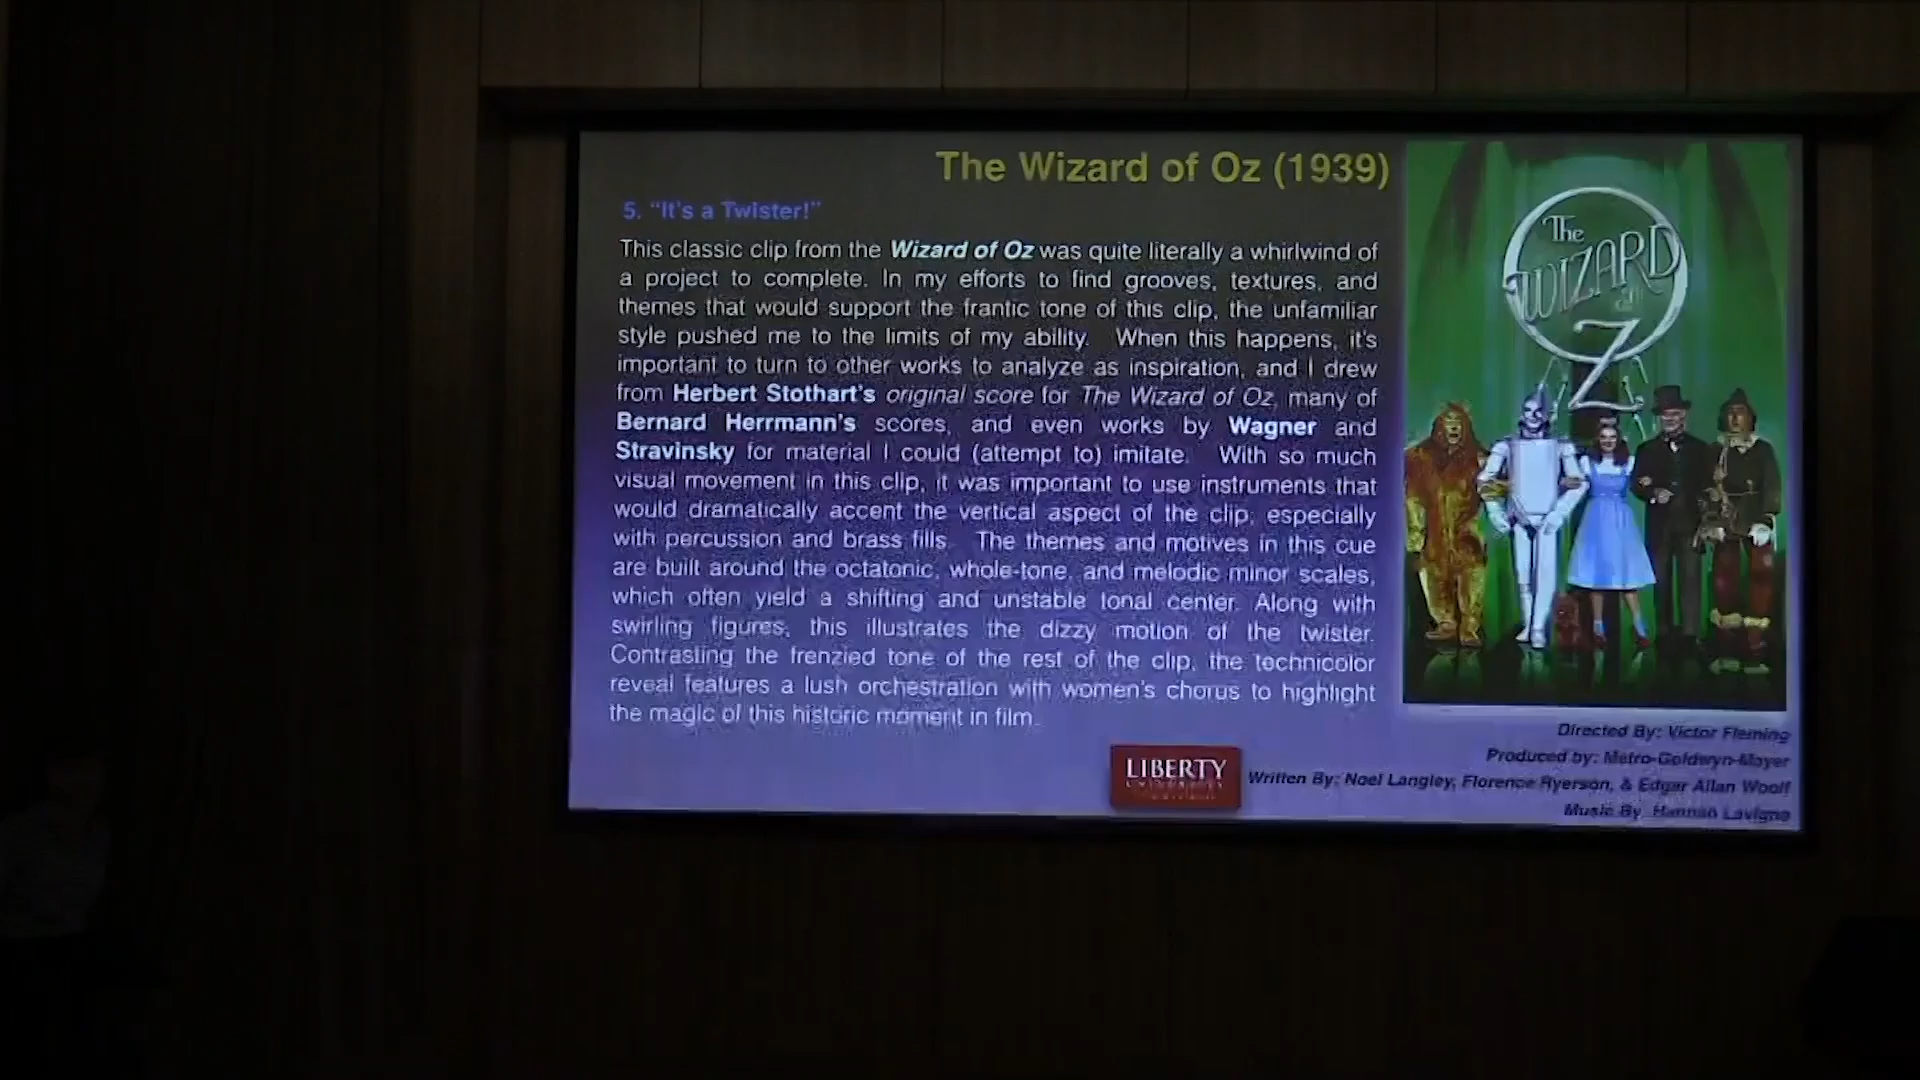 The Wizard of Oz (1939)
5. “It's a Twister!”
This classic clip from the Wizard of Oz was quite literally a whirlwind of
a project to complete. In my efforts to find grooves, textures, and
themes that would support the frantic tone of this clip, the unfamiliar
style pushed me to the limits of my ability. When this happens, it's
important to turn to other works to analyze as inspiration, and I drew
from Herbert Stothart's original score for The Wizard of Oz, many of
Bernard Herrmann's scores, and even works by Wagner and
Stravinsky for material I could (attempt to) imitate. With so much
visual movement in this clip, it was important to use instruments that
would dramatically accent the vertical aspect of the clip, especially
with percussion and brass fills. The themes and motives in this cue
are built around the octatonic, whole-tone, and melodic minor scales,
which often yield a shifting and unstable tonal center. Along with
swirling figures, this illustrates the dizzy motion of the twister.
Contrasting the frenzied tone of the rest of the clip, the technicolor
reveal features a lush orchestration with women's chorus to highlight
the magic of this historic moment in film.
The
WIZARD
OF
Z
Directed By: Victor Fleming
Produced by: Metro-Goldwyn-Mayer
Written By: Noel Langley, Florence Ryerson, & Edgar Allan Woolf
Music By: Hannah Lavigne
LIBERTY
UNIVERSITY